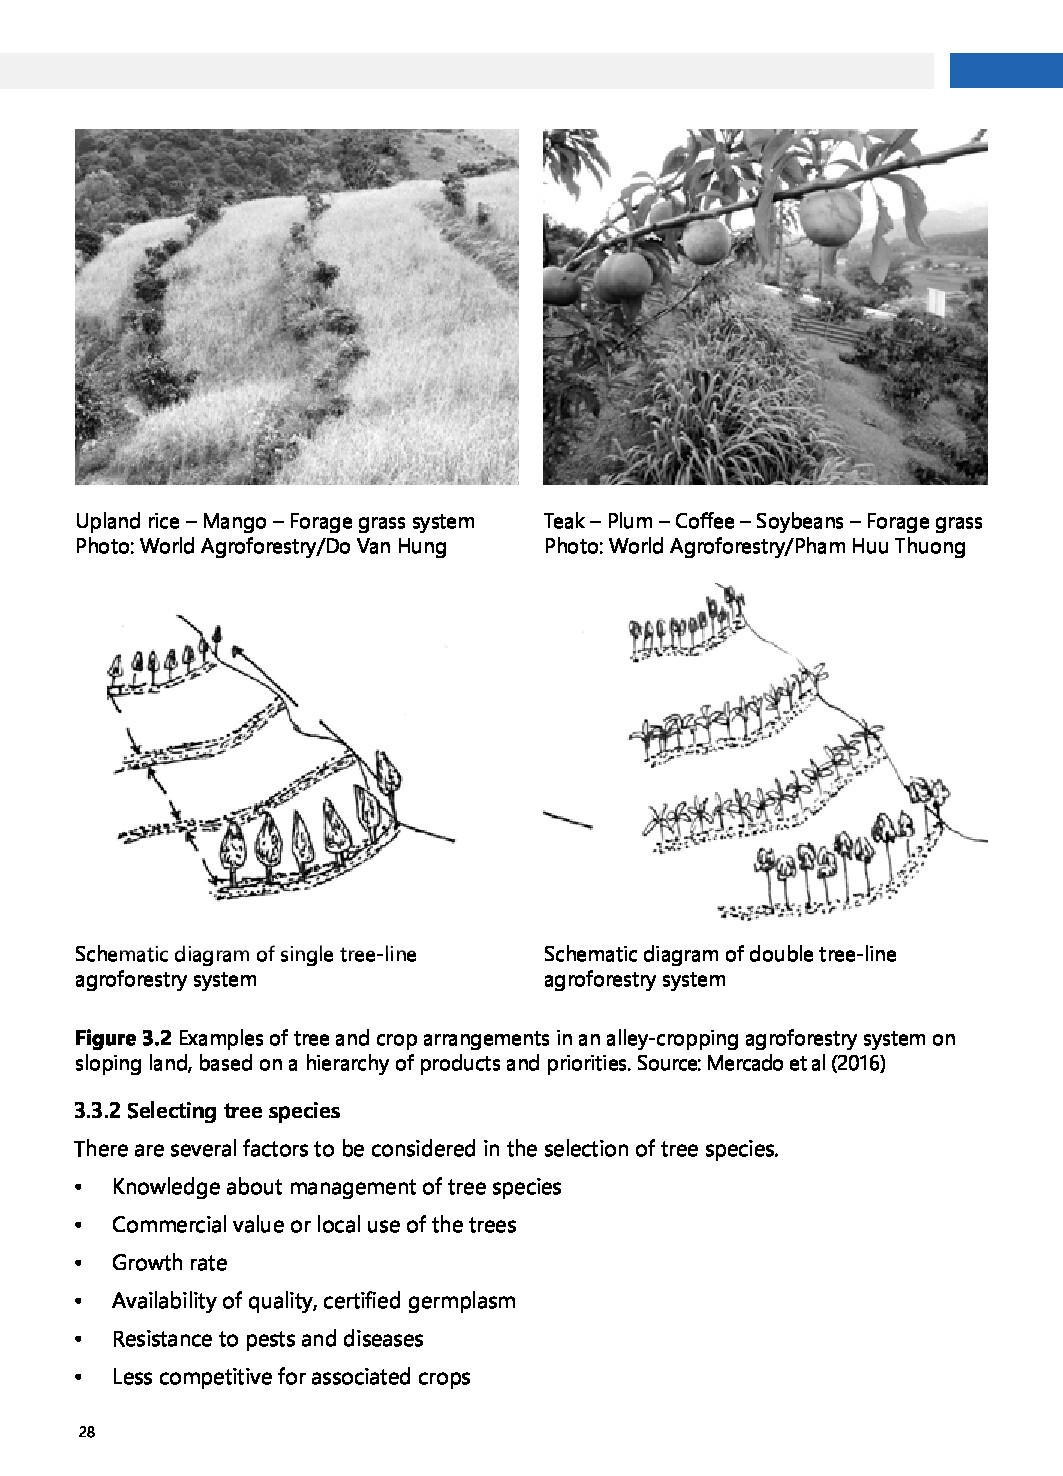 Upland rice – Mango – Forage grass system
Photo: World Agroforestry/Do Van Hung
Teak – Plum – Coffee – Soybeans – Forage grass
Photo: World Agroforestry/Pham Huu Thuong
Schematic diagram of single tree-line
agroforestry system
Schematic diagram of double tree-line
agroforestry system
Figure 3.2 Examples of tree and crop arrangements in an alley-cropping agroforestry system on
sloping land, based on a hierarchy of products and priorities. Source: Mercado et al (2016)
3.3.2 Selecting tree species
There are several factors to be considered in the selection of tree species.
• Knowledge about management of tree species
• Commercial value or local use of the trees
• Growth rate
• Availability of quality, certified germplasm
• Resistance to pests and diseases
• Less competitive for associated crops
28